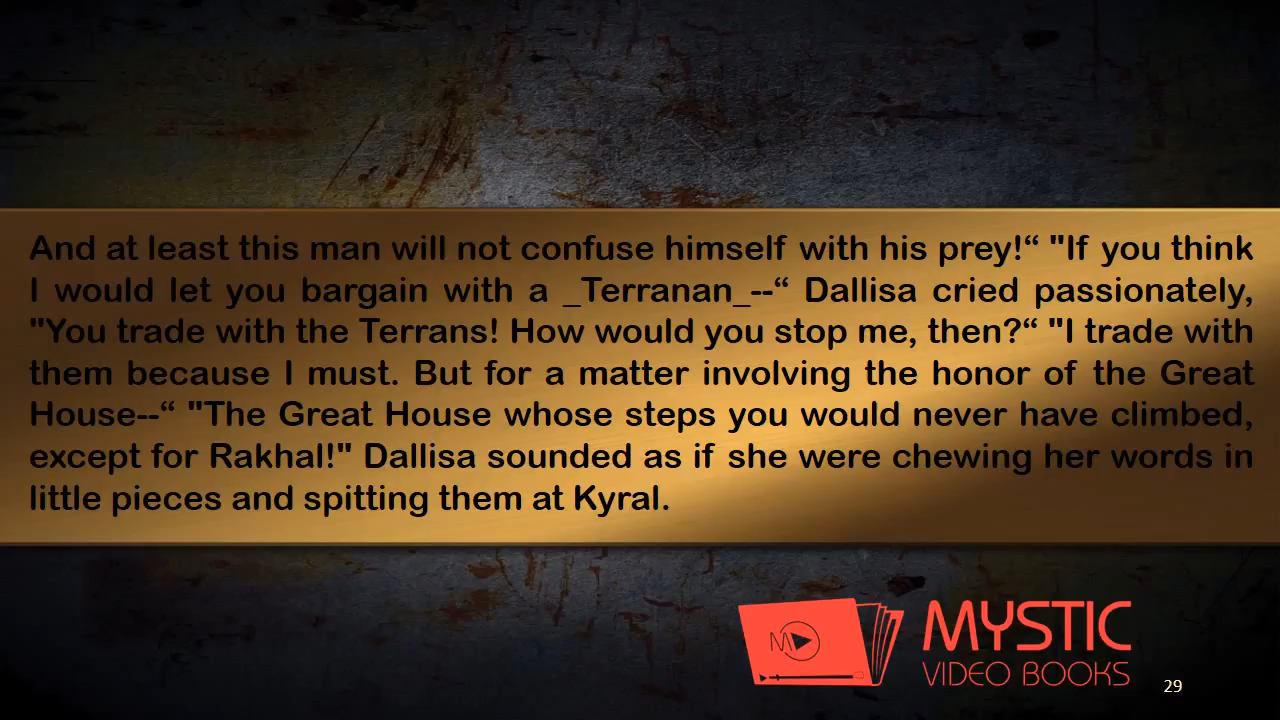 And at least this man will not confuse himself with his prey!“ "If you think
I would let you bargain with a _Terranan_--“ Dallisa cried passionately,
"You trade with the Terrans! How would you stop me, then?“ "I trade with
them because I must. But for a matter involving the honor of the Great
House--“ "The Great House whose steps you would never have climbed,
except for Rakhal!" Dallisa sounded as if she were chewing her words in
little pieces and spitting them at Kyral.
MYSTIC
VIDEO BOOKS
29